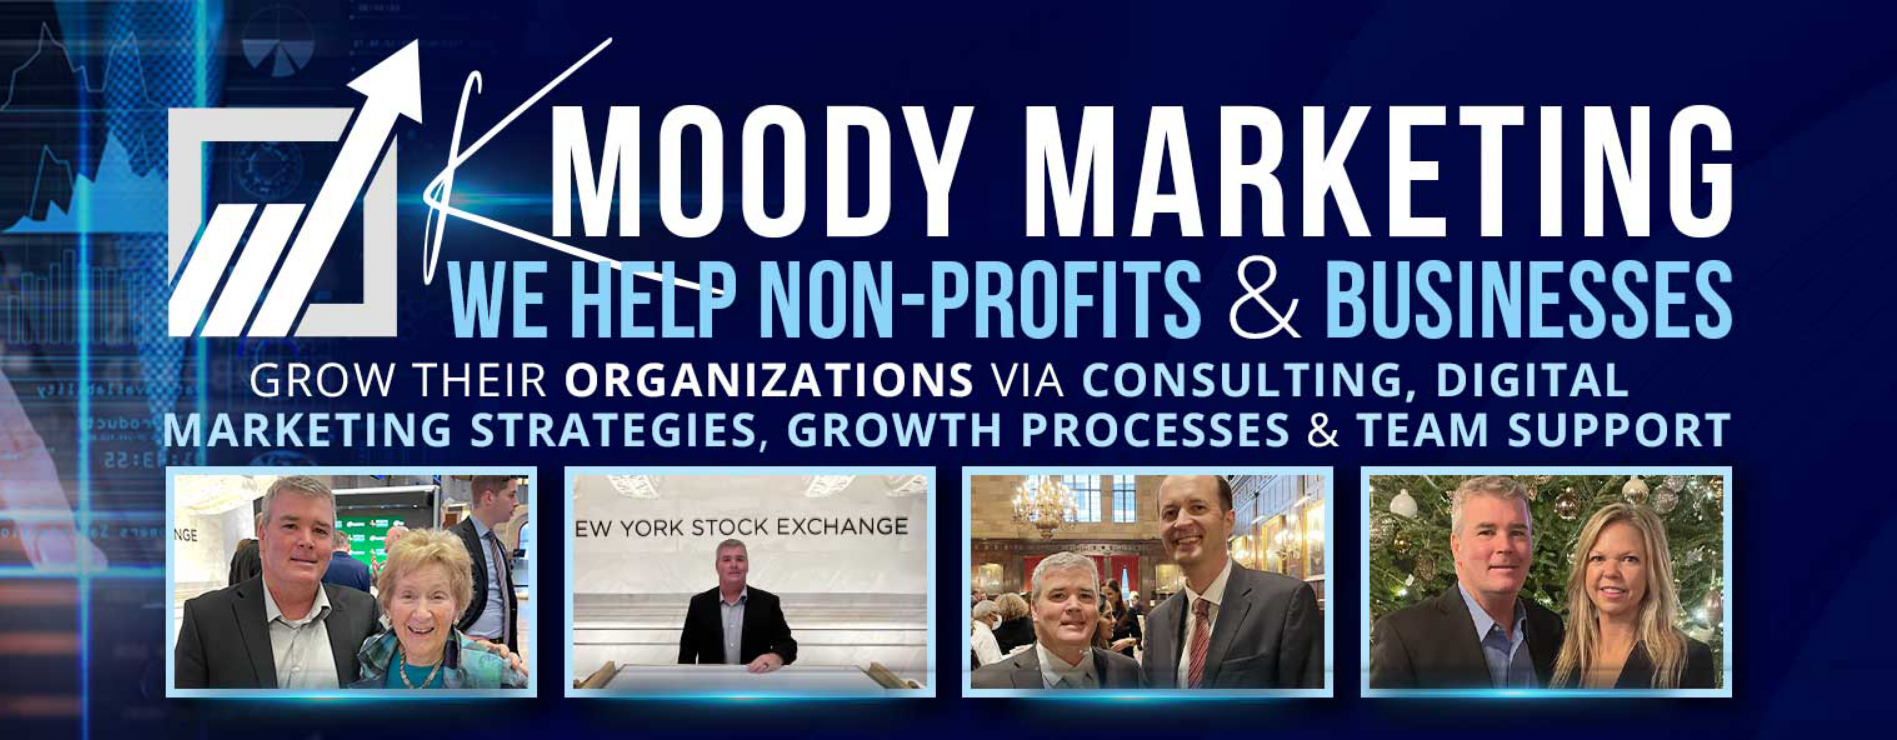 K MOODY MARKETING
WE HELP NON-PROFITS & BUSINESSES
GROW THEIR ORGANIZATIONS VIA CONSULTING, DIGITAL
MARKETING STRATEGIES, GROWTH PROCESSES & TEAM SUPPORT
NGE
EW YORK STOCK EXCHANGE